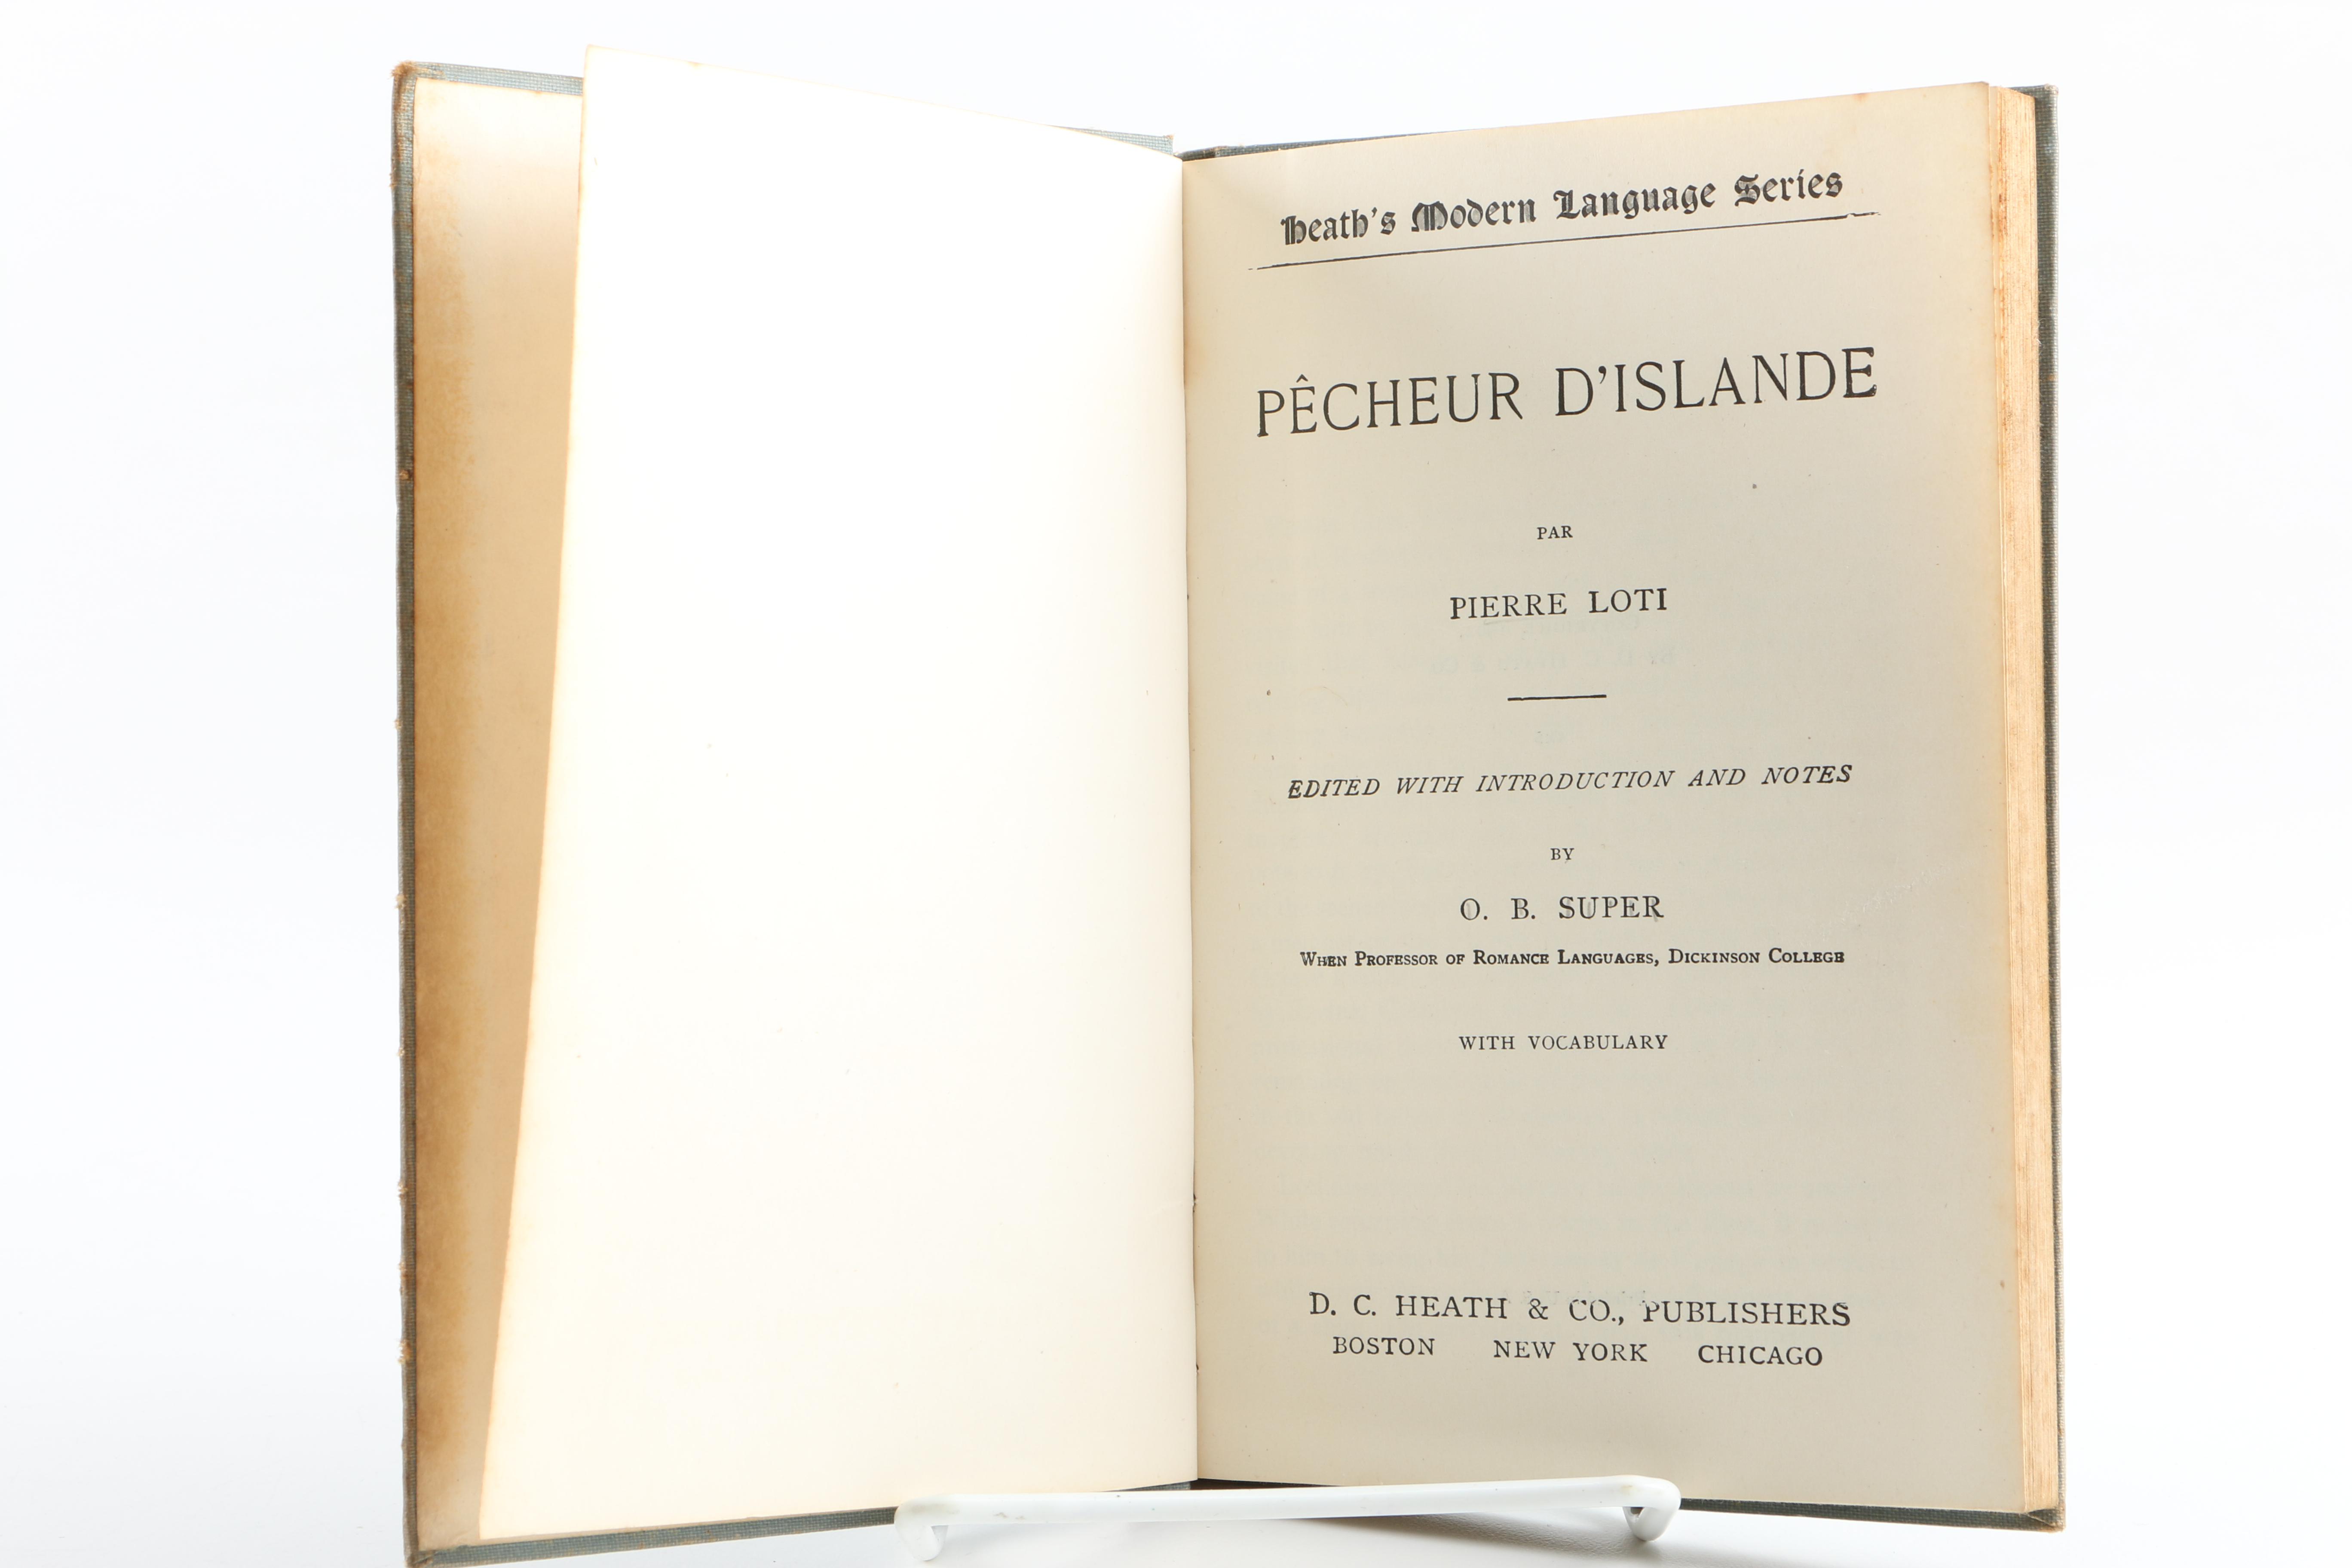 Heath's Modern Language Series
PÊCHEUR D'ISLANDE
PAR
PIERRE LOTI
EDITED WITH INTRODUCTION AND NOTES
BY
O. B. SUPER
WHEN PROFESSOR OF ROMANCE LANGUAGES, DICKINSON COLLEGE
WITH VOCABULARY
D. C. HEATH & CO., PUBLISHERS
BOSTON NEW YORK CHICAGO